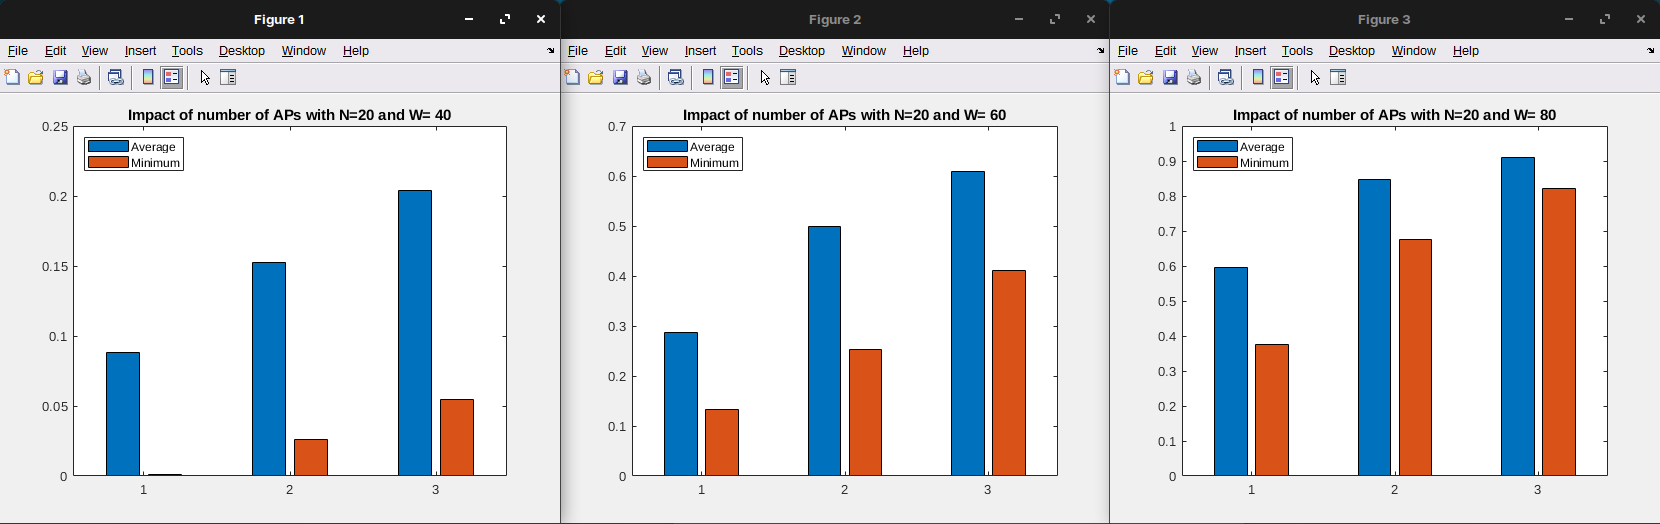 Figure 1
File Edit View Insert Tools Desktop Window Help
Impact of number of APs with N=20 and W= 40
0.25
0.2
0.15
0.1
0.05
0
Average
Minimum
1 2 3
Figure 2
File Edit View Insert Tools Desktop Window Help
Impact of number of APs with N=20 and W= 60
0.7
0.6
0.5
0.4
0.3
0.2
0.1
0
Average
Minimum
1 2 3
Figure 3
File Edit View Insert Tools Desktop Window Help
Impact of number of APs with N=20 and W= 80
1
0.9
0.8
0.7
0.6
0.5
0.4
0.3
0.2
0.1
0
Average
Minimum
1 2 3